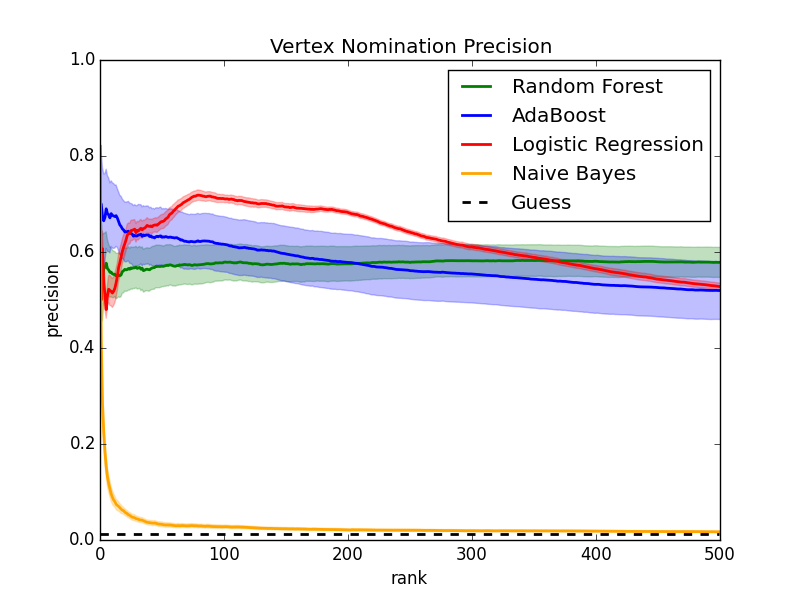 Vertex Nomination Precision
1.0
0.8
0.6
0.4
0.2
0.0
precision
Random Forest
AdaBoost
Logistic Regression
Naive Bayes
Guess
0
100
200
300
400
500
rank